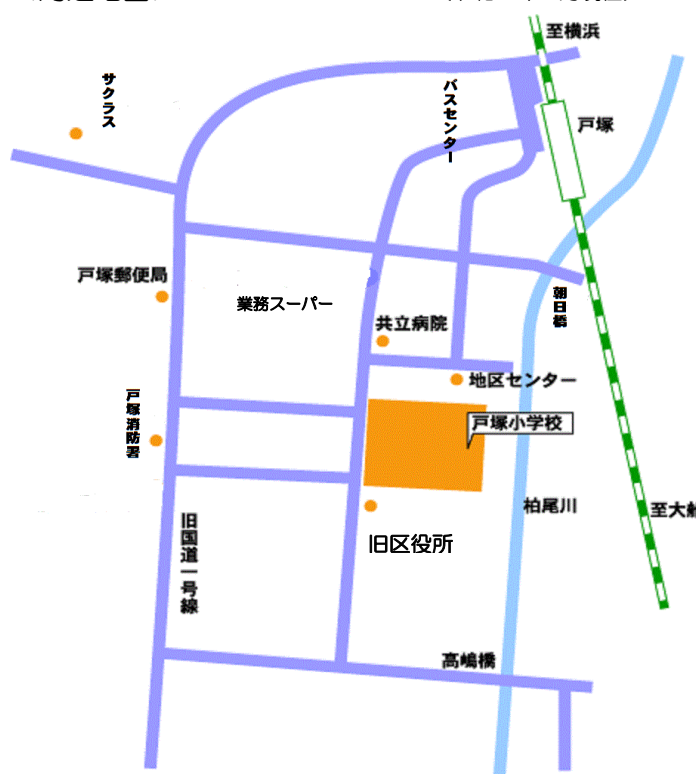 至横浜
サクラス
バスセンター
戸塚
戸塚郵便局
業務スーパー
朝日橋
共立病院
地区センター
戸塚消防署
戸塚小学校
柏尾川
至大船
旧国道一号線
旧区役所
高嶋橋